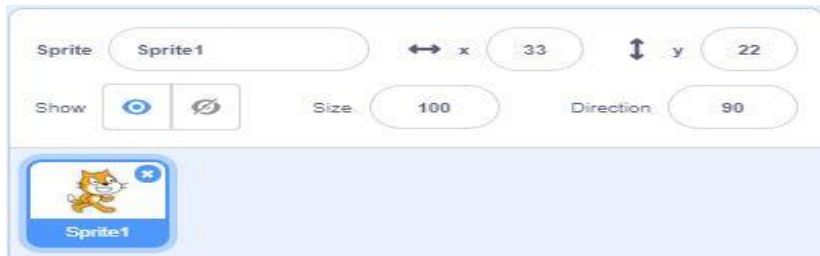 Sprite Sprite1 x 33 y 22
Show Size 100 Direction 90
Sprite1